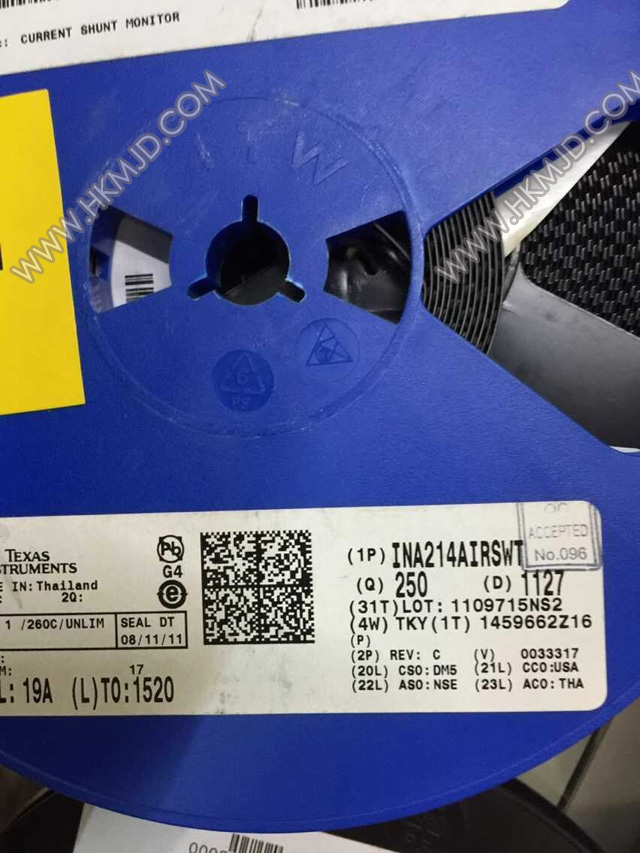 : CURRENT SHUNT MONITOR
WWW.HKMJD.COM
WWW.HKMJD.COM
W
6
PS
TEXAS
STRUMENTS
E IN: Thailand
2Q:
Pb
G4
e
1 /260C/UNLIM
SEAL DT
08/11/11
M:
17
L: 19A (L)TO:1520
QC
ACCEPTED
No.096
(1P) INA214AIRSWT
(Q) 250 (D) 1127
(31T)LOT: 1109715NS2
(4W) TKY(1T) 1459662Z16
(P)
(2P) REV: C (V) 0033317
(20L) CSO:DM5 (21L) CCO:USA
(22L) ASO:NSE (23L) ACO:THA